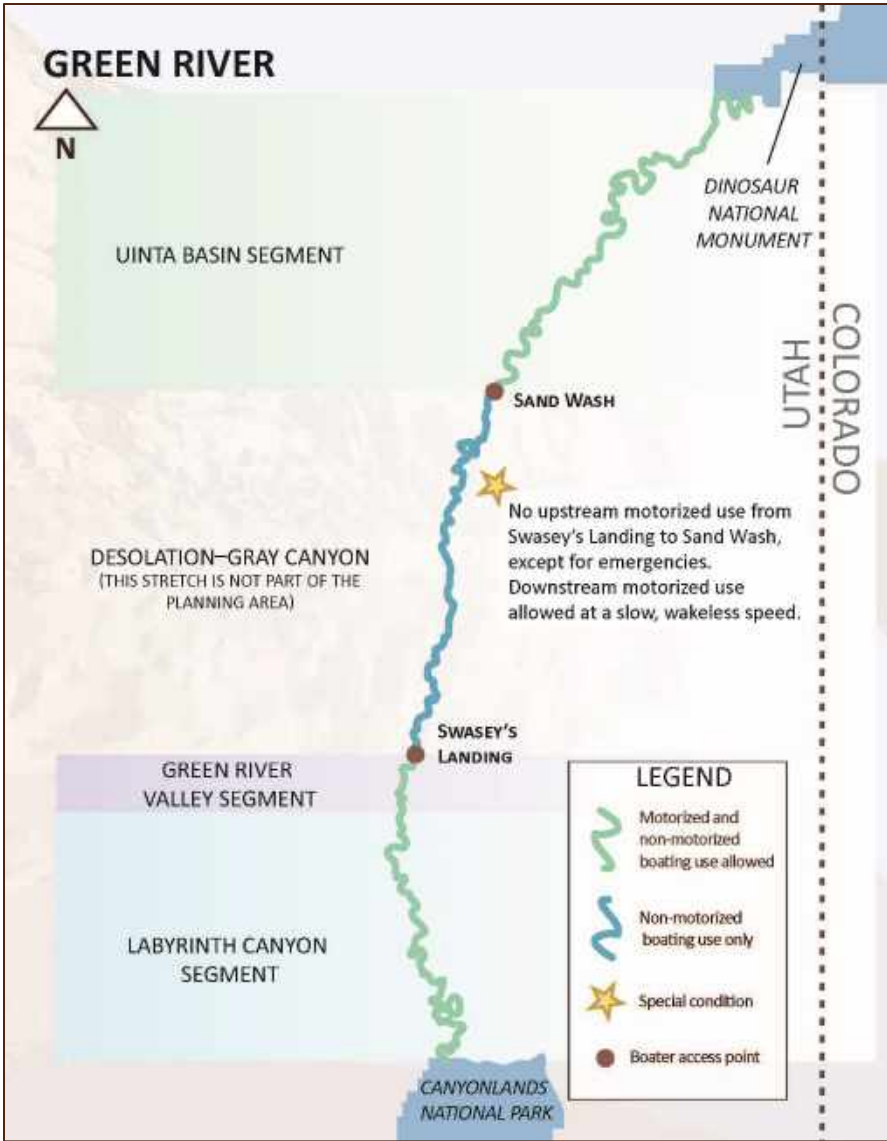 GREEN RIVER
N
DINOSAUR
NATIONAL
MONUMENT
UINTA BASIN SEGMENT
UTAH
COLORADO
SAND WASH
No upstream motorized use from
Swasey's Landing to Sand Wash,
except for emergencies.
Downstream motorized use
allowed at a slow, wakeless speed.
DESOLATION–GRAY CANYON
(THIS STRETCH IS NOT PART OF THE
PLANNING AREA)
SWASEY'S
LANDING
GREEN RIVER
VALLEY SEGMENT
LABYRINTH CANYON
SEGMENT
LEGEND
Motorized and
non-motorized
boating use allowed
Non-motorized
boating use only
Special condition
Boater access point
CANYONLANDS
NATIONAL PARK